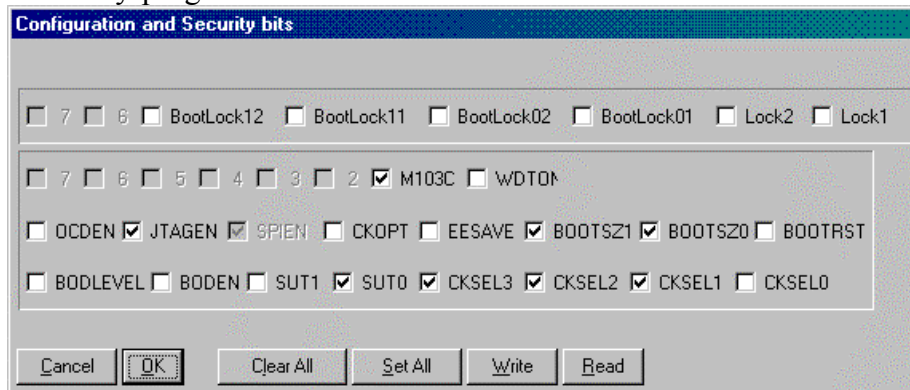 Configuration and Security bits
7 6 BootLock12 BootLock11 BootLock02 BootLock01 Lock2 Lock1
7 6 5 4 3 2 M103C WDTON
OCDEN JTAGEN SPIEN CKOPT EESAVE BOOTSZ1 BOOTSZ0 BOOTRST
BODLEVEL BODEN SUT1 SUT0 CKSEL3 CKSEL2 CKSEL1 CKSEL0
Cancel OK Clear All Set All Write Read